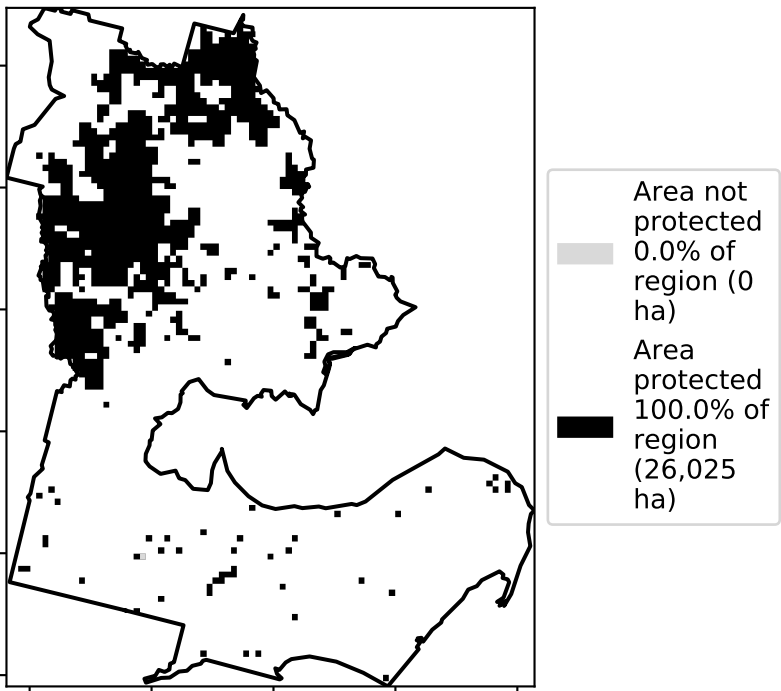 Area not
protected
0.0% of
region (0
ha)
Area
protected
100.0% of
region
(26,025
ha)